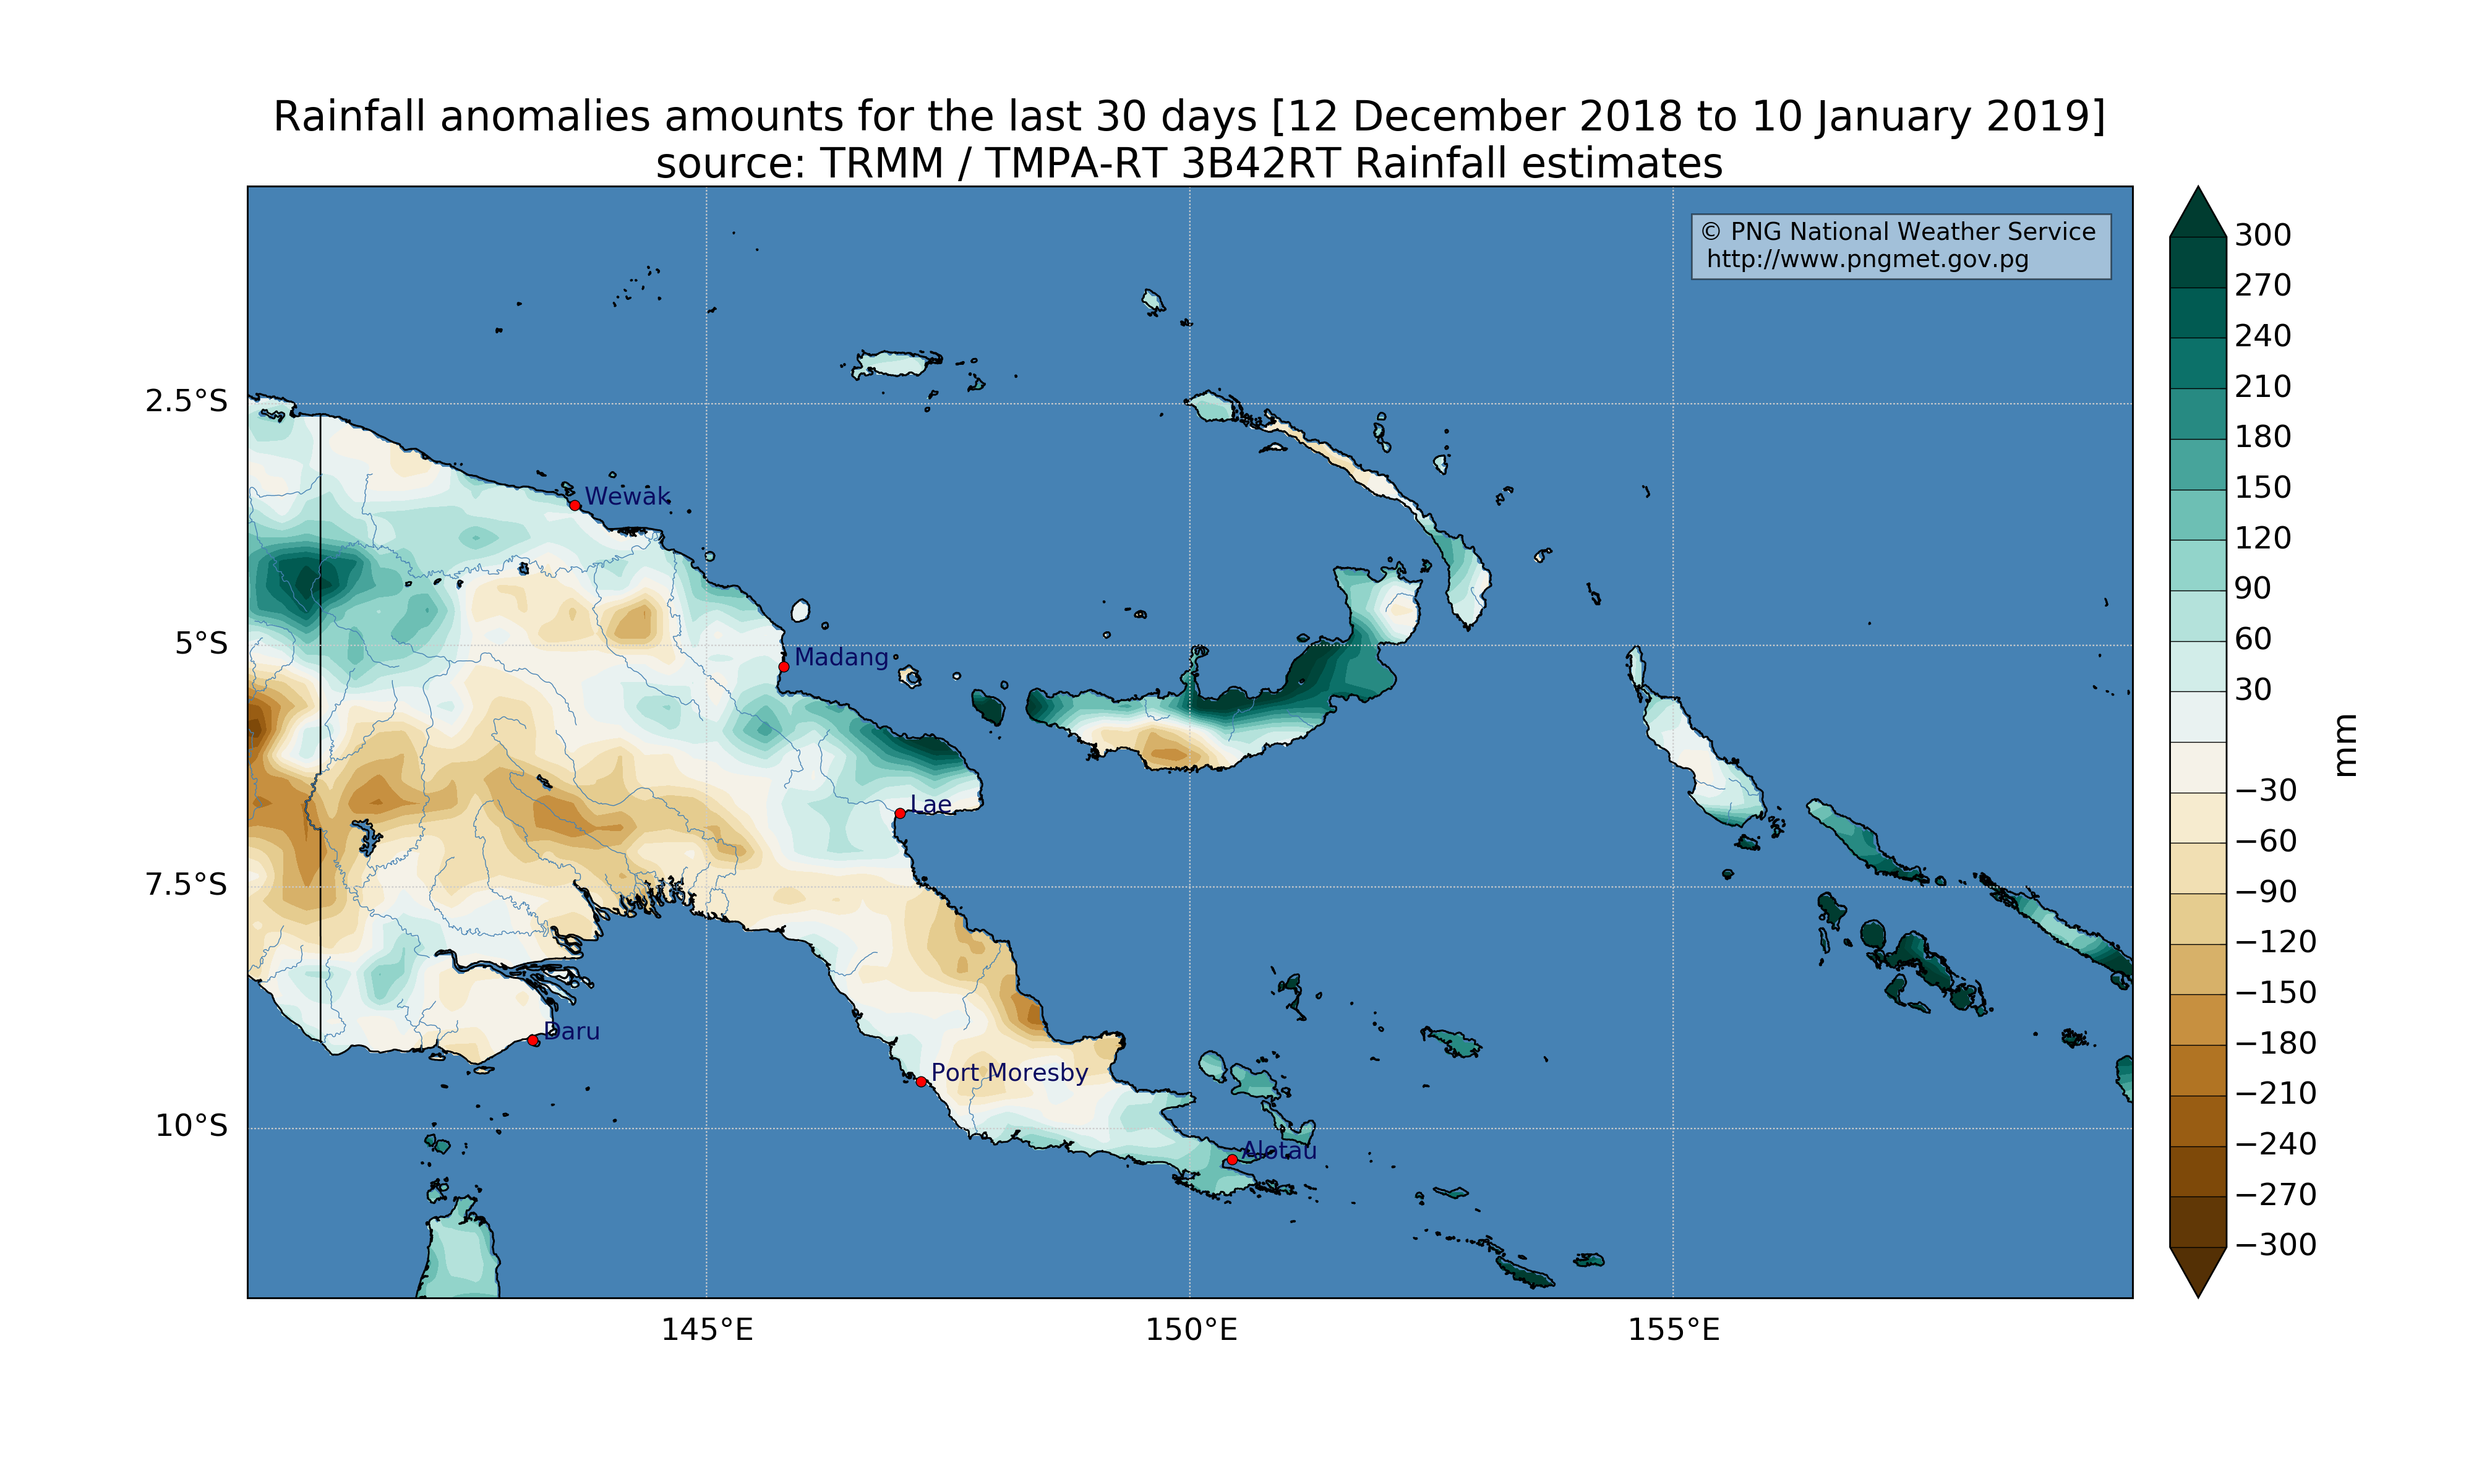 Rainfall anomalies amounts for the last 30 days [12 December 2018 to 10 January 2019]
source: TRMM / TMPA-RT 3B42RT Rainfall estimates
© PNG National Weather Service
http://www.pngmet.gov.pg
2.5°S
5°S
7.5°S
10°S
145°E
150°E
155°E
Wewak
Madang
Lae
Daru
Port Moresby
Alotau
300
270
240
210
180
150
120
90
60
30
−30
−60
−90
−120
−150
−180
−210
−240
−270
−300
mm